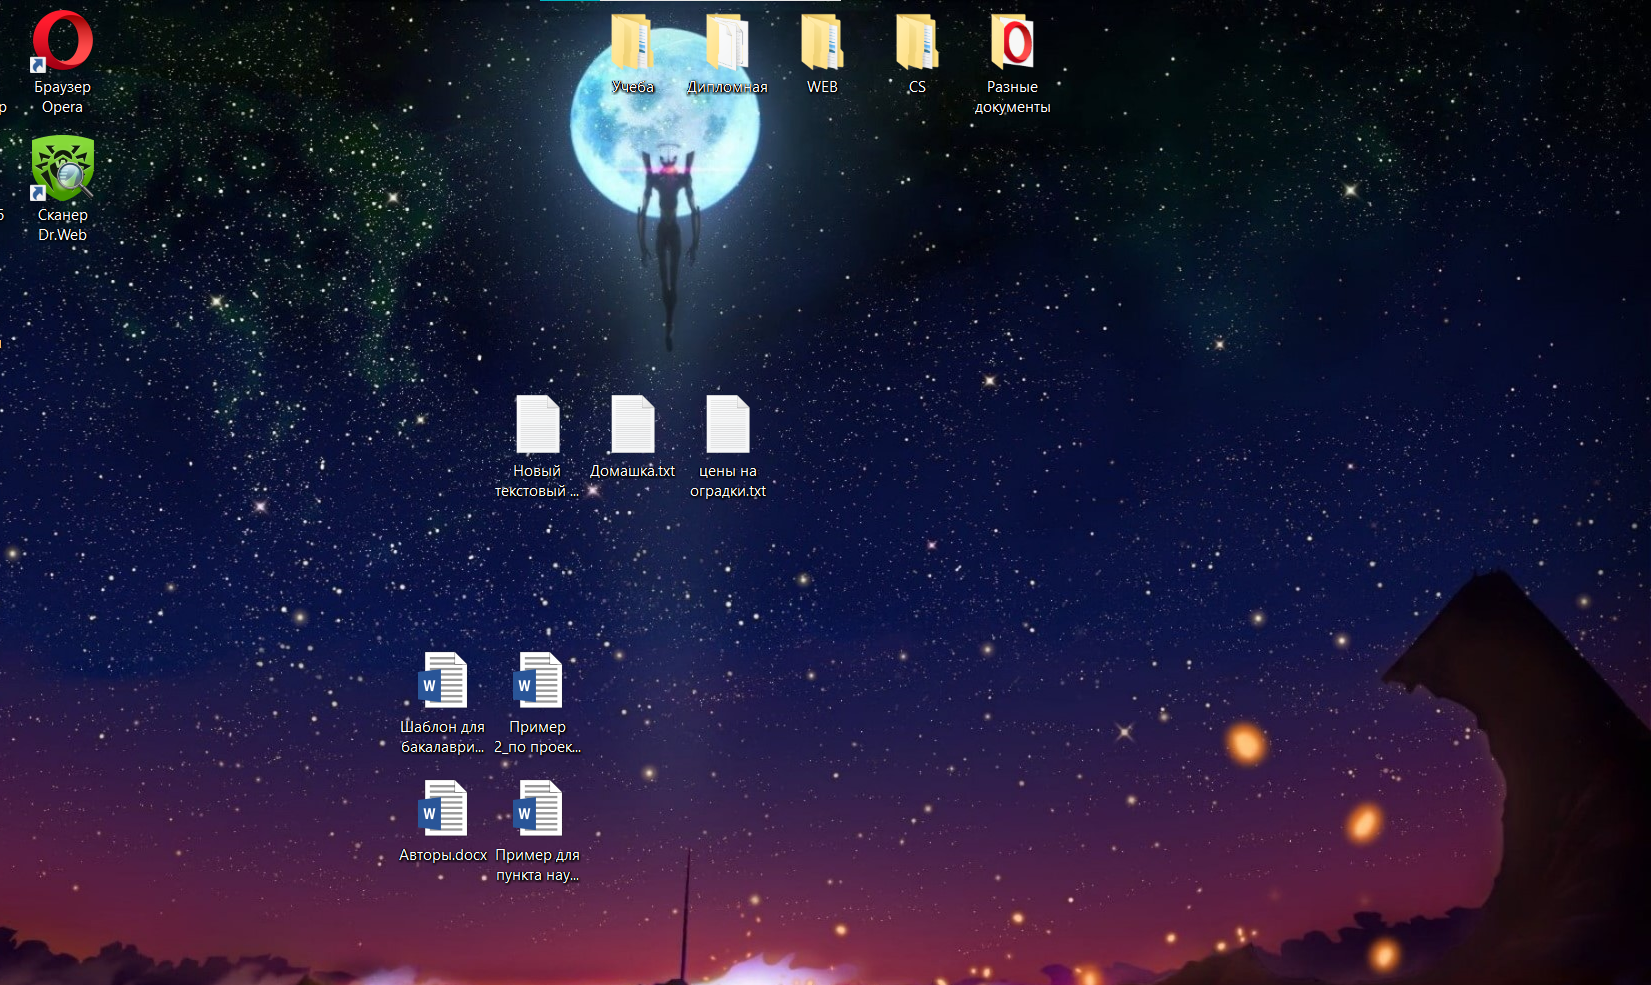 Браузер
Opera
Сканер
Dr.Web
Учеба
Дипломная
WEB
CS
Разные
документы
Новый
текстовый ...
Домашка.txt
цены на
оградки.txt
Шаблон для
бакалаври...
Пример
2_по проек...
Авторы.docx
Пример для
пункта нау...